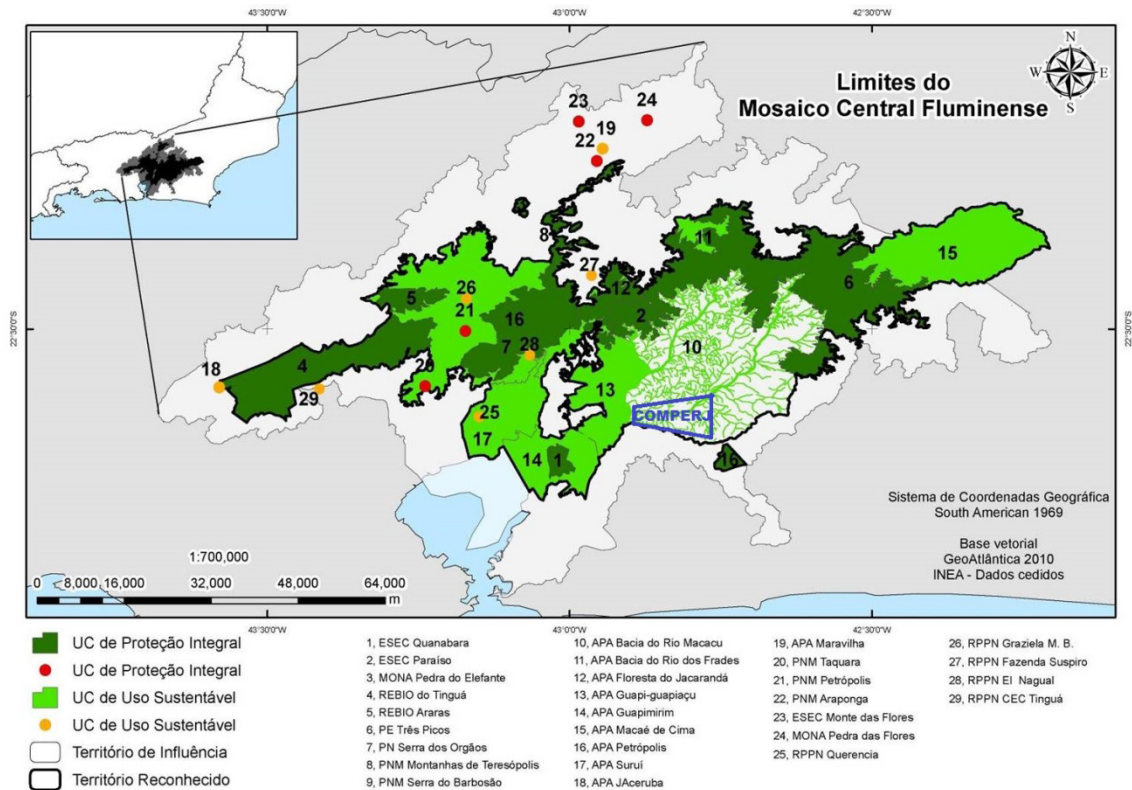 43°30'0"W 43°0'0"W 42°30'0"W
Limites do
Mosaico Central Fluminense
N
W E
S
23
24
19
22
8
27
11
15
12
6
26
5
21
16
2
22°30'0"S 22°30'0"S
7
28
10
4
18
29
20
13
COMPERJ
25
17
14
1
16
Sistema de Coordenadas Geográfica
South American 1969
Base vetorial
GeoAtlântica 2010
INEA - Dados cedidos
1:700,000
0 8,000 16,000 32,000 48,000 64,000
m
43°30'0"W 43°0'0"W 42°30'0"W
UC de Proteção Integral
UC de Proteção Integral
UC de Uso Sustentável
UC de Uso Sustentável
Território de Influência
Território Reconhecido
1, ESEC Quanabara
2, ESEC Paraíso
3, MONA Pedra do Elefante
4, REBIO do Tinguá
5, REBIO Araras
6, PE Três Picos
7, PN Serra dos Orgãos
8, PNM Montanhas de Teresópolis
9, PNM Serra do Barbosão
10, APA Bacia do Rio Macacu
11, APA Bacia do Rio dos Frades
12, APA Floresta do Jacarandá
13, APA Guapi-guapiaçu
14, APA Guapimirim
15, APA Macaé de Cima
16, APA Petrópolis
17, APA Suruí
18, APA JAceruba
19, APA Maravilha
20, PNM Taquara
21, PNM Petrópolis
22, PNM Araponga
23, ESEC Monte das Flores
24, MONA Pedra das Flores
25, RPPN Querencia
26, RPPN Graziela M. B.
27, RPPN Fazenda Suspiro
28, RPPN El Nagual
29, RPPN CEC Tinguá